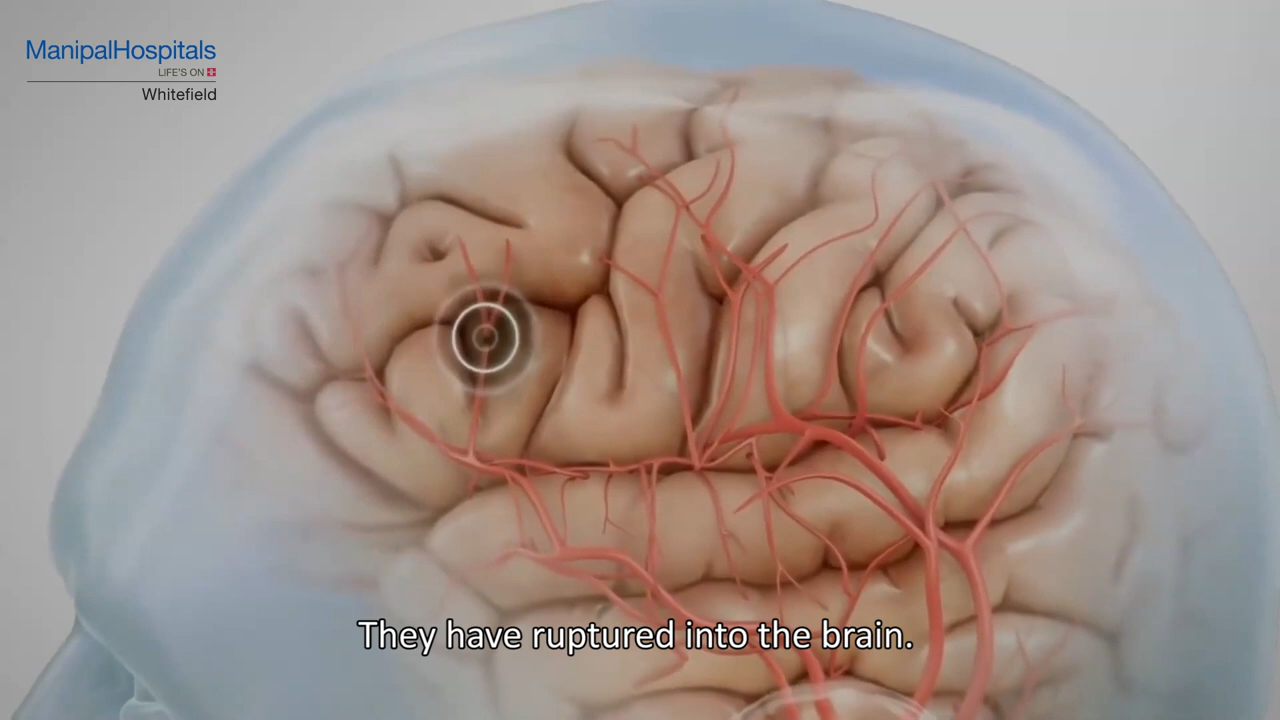 ManipalHospitals
LIFE'S ON
Whitefield
They have ruptured into the brain.